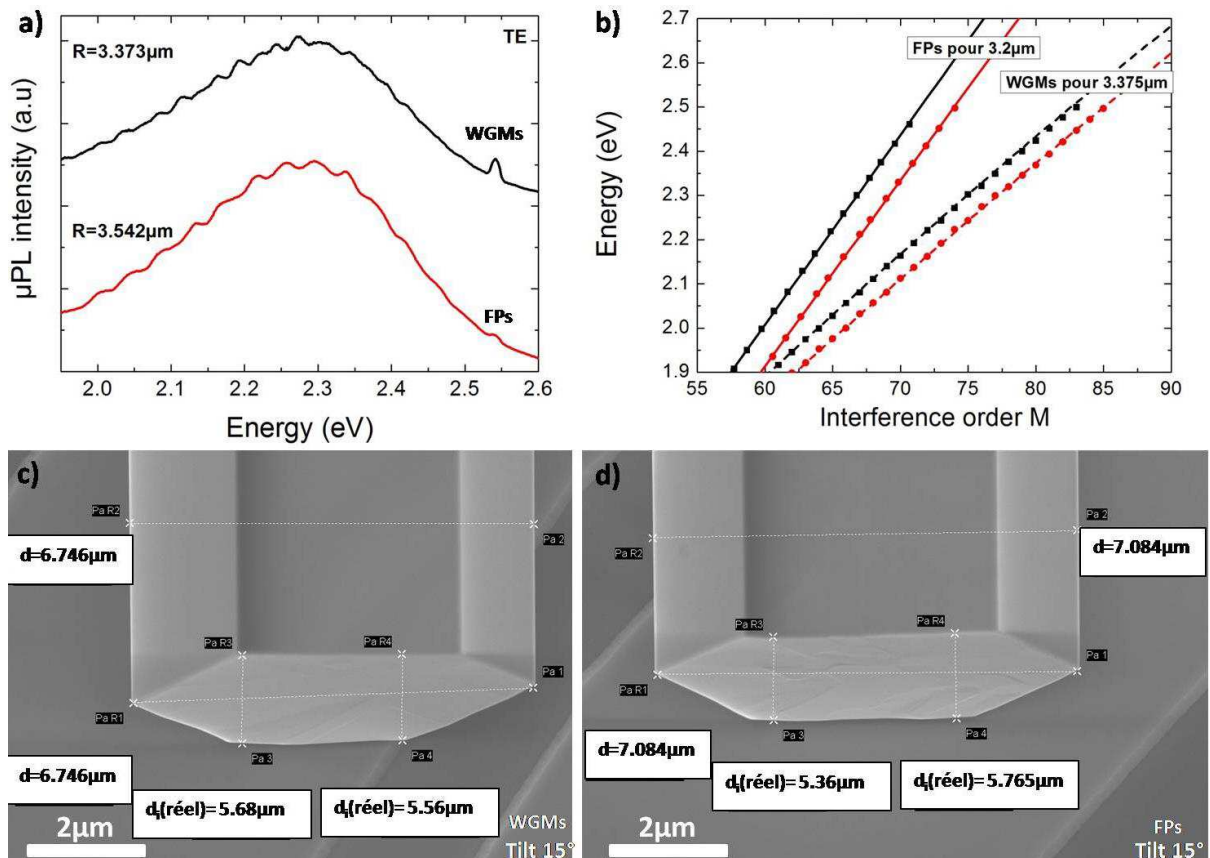 a)
TE
R=3.373µm
WGMs
R=3.542µm
FPs
µPL intensity (a.u)
2.0 2.1 2.2 2.3 2.4 2.5 2.6
Energy (eV)
b)
FPs pour 3.2µm
WGMs pour 3.375µm
Energy (eV)
2.7
2.6
2.5
2.4
2.3
2.2
2.1
2.0
1.9
55 60 65 70 75 80 85 90
Interference order M
c)
Pa R2
Pa 2
d=6.746µm
Pa R3
Pa R4
Pa 1
Pa R1
Pa 3
Pa 4
d=6.746µm
di(réel)=5.68µm
di(réel)=5.56µm
2µm
WGMs
Tilt 15°
d)
Pa R2
Pa 2
d=7.084µm
Pa R3
Pa R4
Pa 1
Pa R1
Pa 3
Pa 4
d=7.084µm
di(réel)=5.36µm
di(réel)=5.765µm
2µm
FPs
Tilt 15°